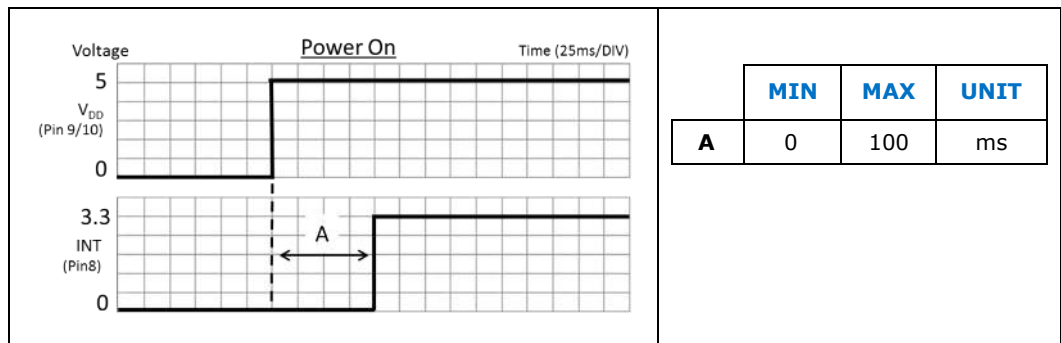 Voltage Power On Time (25ms/DIV)
5
VDD
(Pin 9/10)
0
3.3
INT
(Pin8)
0
A
MIN MAX UNIT
A 0 100 ms